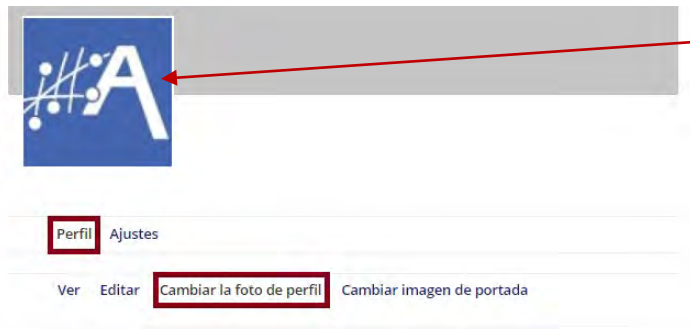 A
Perfil Ajustes
Ver Editar Cambiar la foto de perfil Cambiar imagen de portada